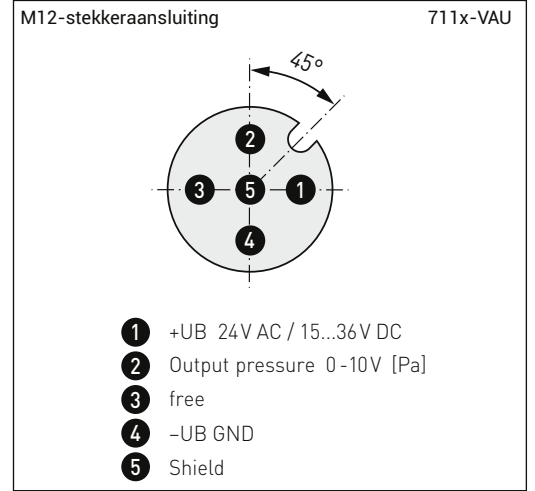 M12-stekkeraansluiting 711x-VAU
45°
2
3 5 1
4
1 +UB 24V AC / 15...36V DC
2 Output pressure 0-10V [Pa]
3 free
4 –UB GND
5 Shield